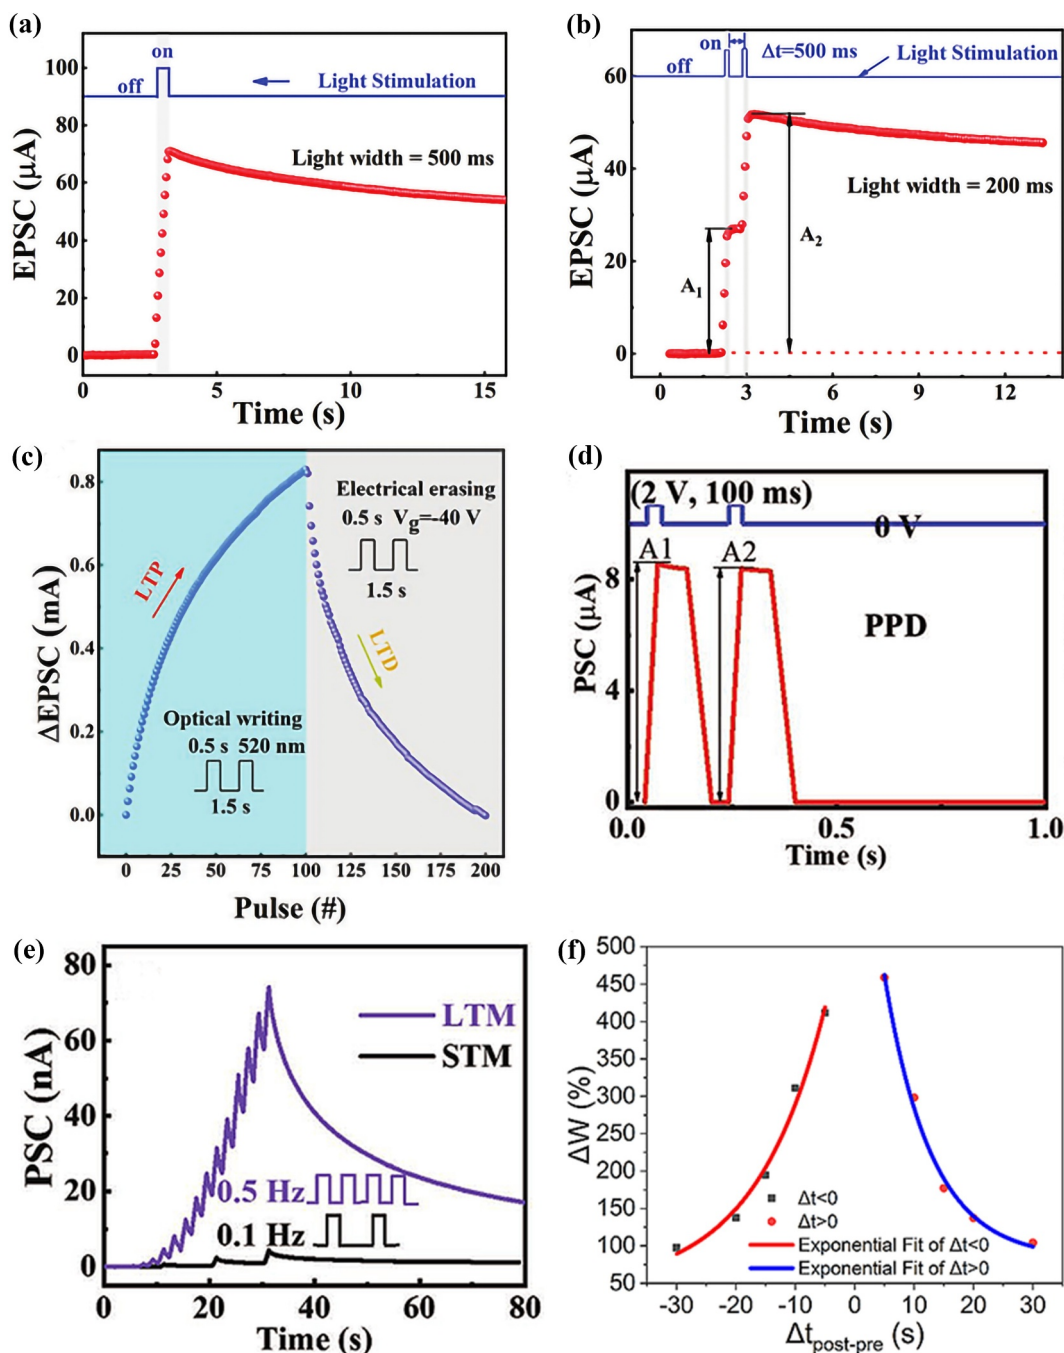 (a)
on
off
Light Stimulation
Light width = 500 ms
EPSC (μA)
100
80
60
40
20
0
0 5 10 15
Time (s)
(b)
on
Δt=500 ms
off
Light Stimulation
Light width = 200 ms
A1
A2
EPSC (μA)
60
40
20
0
0 3 6 9 12
Time (s)
(c)
Electrical erasing
0.5 s Vg=-40 V
1.5 s
LTP
LTD
Optical writing
0.5 s 520 nm
1.5 s
ΔEPSC (mA)
0.8
0.6
0.4
0.2
0.0
0 25 50 75 100 125 150 175 200
Pulse (#)
(d)
(2 V, 100 ms)
0 V
A1 A2
PPD
PSC (μA)
8
4
0
0.0 0.5 1.0
Time (s)
(e)
LTM
STM
0.5 Hz
0.1 Hz
PSC (nA)
80
60
40
20
0
0 20 40 60 80
Time (s)
(f)
ΔW (%)
500
450
400
350
300
250
200
150
100
50
Δt<0
Δt>0
Exponential Fit of Δt<0
Exponential Fit of Δt>0
-30 -20 -10 0 10 20 30
Δtpost-pre (s)